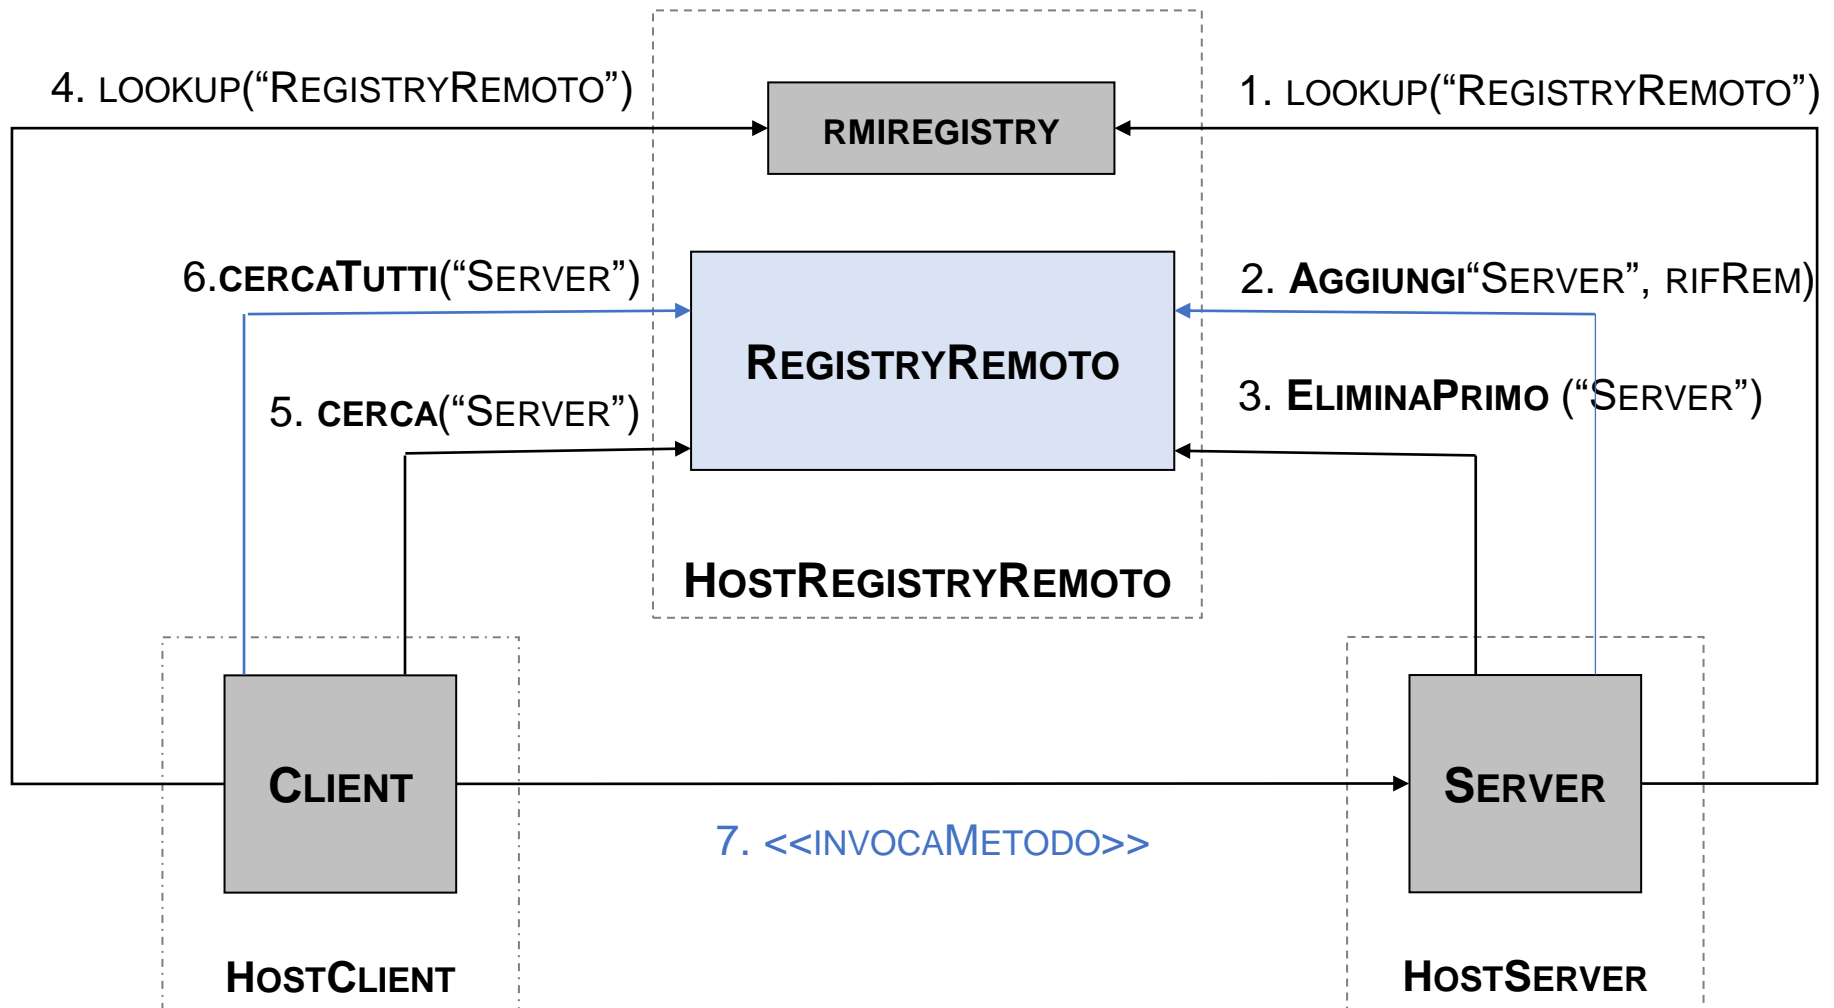 4. LOOKUP(“REGISTRYREMOTO”)
1. LOOKUP(“REGISTRYREMOTO”)
RMIREGISTRY
6.CERCATUTTI(“SERVER”)
2. AGGIUNGI“SERVER”, RIFREM)
REGISTRYREMOTO
5. CERCA(“SERVER”)
3. ELIMINAPRIMO (“SERVER”)
HOSTREGISTRYREMOTO
CLIENT
SERVER
7. <<INVOCAMETODO>>
HOSTCLIENT
HOSTSERVER